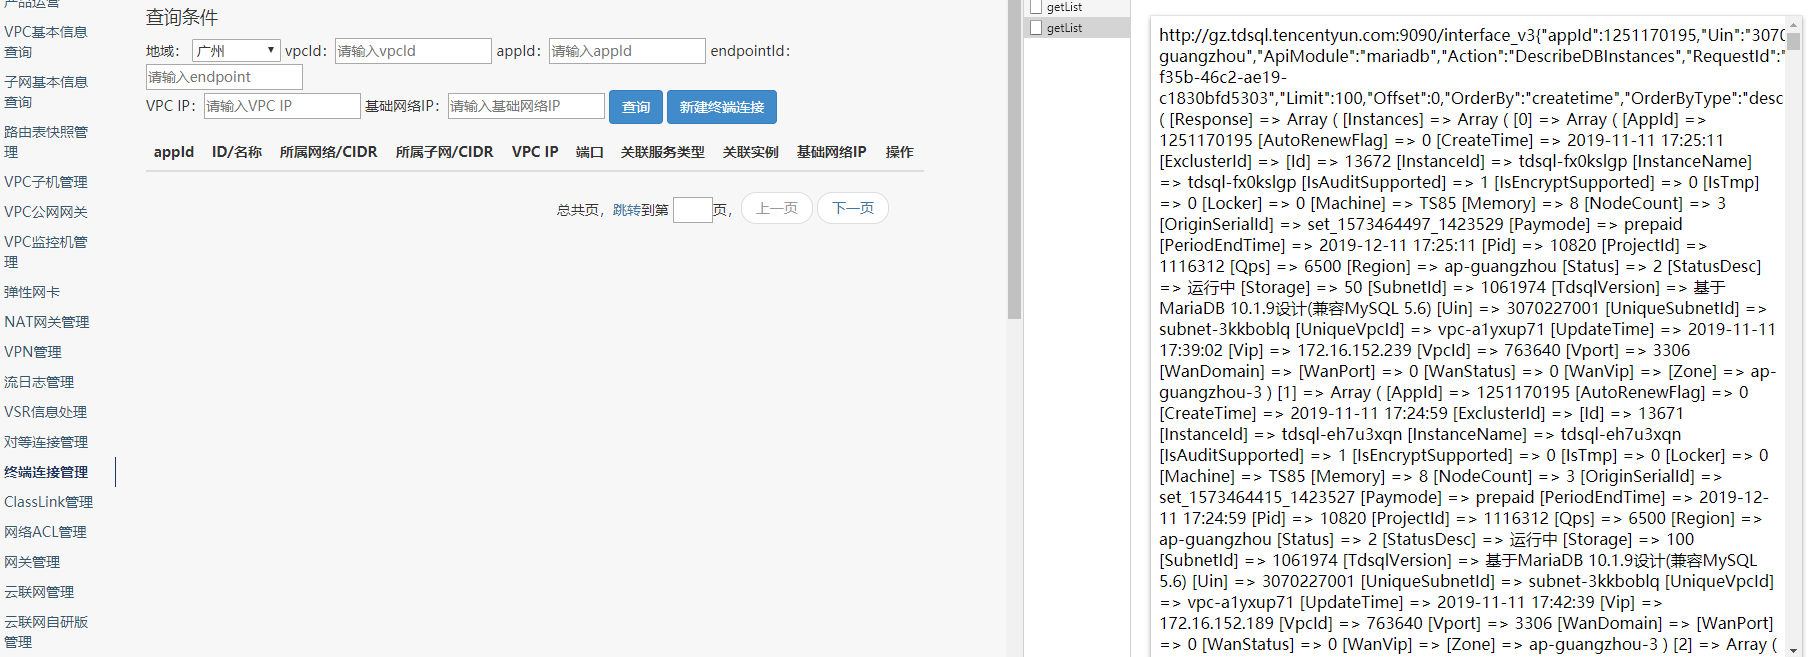 产品运营
VPC基本信息
查询
子网基本信息
查询
路由表快照管
理
VPC子机管理
VPC公网网关
VPC监控机管
理
弹性网卡
NAT网关管理
VPN管理
流日志管理
VSR信息处理
对等连接管理
终端连接管理
ClassLink管理
网络ACL管理
网关管理
云联网管理
云联网自研版
管理
查询条件
地域： 广州 vpcId： 请输入vpcId appId： 请输入appId endpointId：
请输入endpoint
VPC IP： 请输入VPC IP 基础网络IP： 请输入基础网络IP 查询 新建终端连接
appId ID/名称 所属网络/CIDR 所属子网/CIDR VPC IP 端口 关联服务类型 关联实例 基础网络IP 操作
总共页，跳转到第 页， 上一页 下一页
getList
getList
http://gz.tdsql.tencentyun.com:9090/interface_v3{"appId":1251170195,"Uin":"3070
guangzhou","ApiModule":"mariadb","Action":"DescribeDBInstances","RequestId":"
f35b-46c2-ae19-
c1830bfd5303","Limit":100,"Offset":0,"OrderBy":"createtime","OrderByType":"desc
( [Response] => Array ( [Instances] => Array ( [0] => Array ( [AppId] =>
1251170195 [AutoRenewFlag] => 0 [CreateTime] => 2019-11-11 17:25:11
[ExclusterId] => [Id] => 13672 [InstanceId] => tdsql-fx0kslgp [InstanceName]
=> tdsql-fx0kslgp [IsAuditSupported] => 1 [IsEncryptSupported] => 0 [IsTmp]
=> 0 [Locker] => 0 [Machine] => TS85 [Memory] => 8 [NodeCount] => 3
[OriginSerialId] => set_1573464497_1423529 [Paymode] => prepaid
[PeriodEndTime] => 2019-12-11 17:25:11 [Pid] => 10820 [ProjectId] =>
1116312 [Qps] => 6500 [Region] => ap-guangzhou [Status] => 2 [StatusDesc]
=> 运行中 [Storage] => 50 [SubnetId] => 1061974 [TdsqlVersion] => 基于
MariaDB 10.1.9设计(兼容MySQL 5.6) [Uin] => 3070227001 [UniqueSubnetId] =>
subnet-3kkboblq [UniqueVpcId] => vpc-a1yxup71 [UpdateTime] => 2019-11-11
17:39:02 [Vip] => 172.16.152.239 [VpcId] => 763640 [Vport] => 3306
[WanDomain] => [WanPort] => 0 [WanStatus] => 0 [WanVip] => [Zone] => ap-
guangzhou-3 ) [1] => Array ( [AppId] => 1251170195 [AutoRenewFlag] => 0
[CreateTime] => 2019-11-11 17:24:59 [ExclusterId] => [Id] => 13671
[InstanceId] => tdsql-eh7u3xqn [InstanceName] => tdsql-eh7u3xqn
[IsAuditSupported] => 1 [IsEncryptSupported] => 0 [IsTmp] => 0 [Locker] => 0
[Machine] => TS85 [Memory] => 8 [NodeCount] => 3 [OriginSerialId] =>
set_1573464415_1423527 [Paymode] => prepaid [PeriodEndTime] => 2019-12-
11 17:24:59 [Pid] => 10820 [ProjectId] => 1116312 [Qps] => 6500 [Region] =>
ap-guangzhou [Status] => 2 [StatusDesc] => 运行中 [Storage] => 100
[SubnetId] => 1061974 [TdsqlVersion] => 基于MariaDB 10.1.9设计(兼容MySQL
5.6) [Uin] => 3070227001 [UniqueSubnetId] => subnet-3kkboblq [UniqueVpcId]
=> vpc-a1yxup71 [UpdateTime] => 2019-11-11 17:42:39 [Vip] =>
172.16.152.189 [VpcId] => 763640 [Vport] => 3306 [WanDomain] => [WanPort]
=> 0 [WanStatus] => 0 [WanVip] => [Zone] => ap-guangzhou-3 ) [2] => Array (